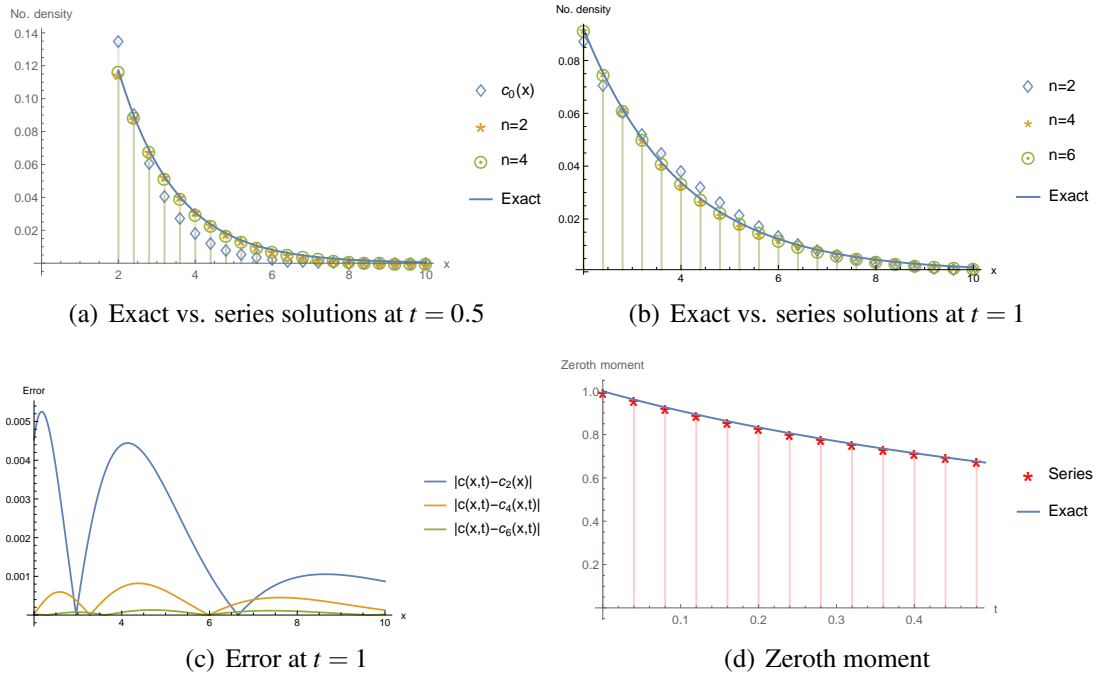 No. density
0.14
0.12
0.10
0.08
0.06
0.04
0.02
2
4
6
8
10
x
c₀(x)
n=2
n=4
Exact
(a) Exact vs. series solutions at t = 0.5
No. density
0.08
0.06
0.04
0.02
4
6
8
10
x
n=2
n=4
n=6
Exact
(b) Exact vs. series solutions at t = 1
Error
0.005
0.004
0.003
0.002
0.001
4
6
8
10
x
|c(x,t)−c₂(x)|
|c(x,t)−c₄(x,t)|
|c(x,t)−c₆(x,t)|
(c) Error at t = 1
Zeroth moment
1.0
0.8
0.6
0.4
0.2
0.1
0.2
0.3
0.4
t
Series
Exact
(d) Zeroth moment